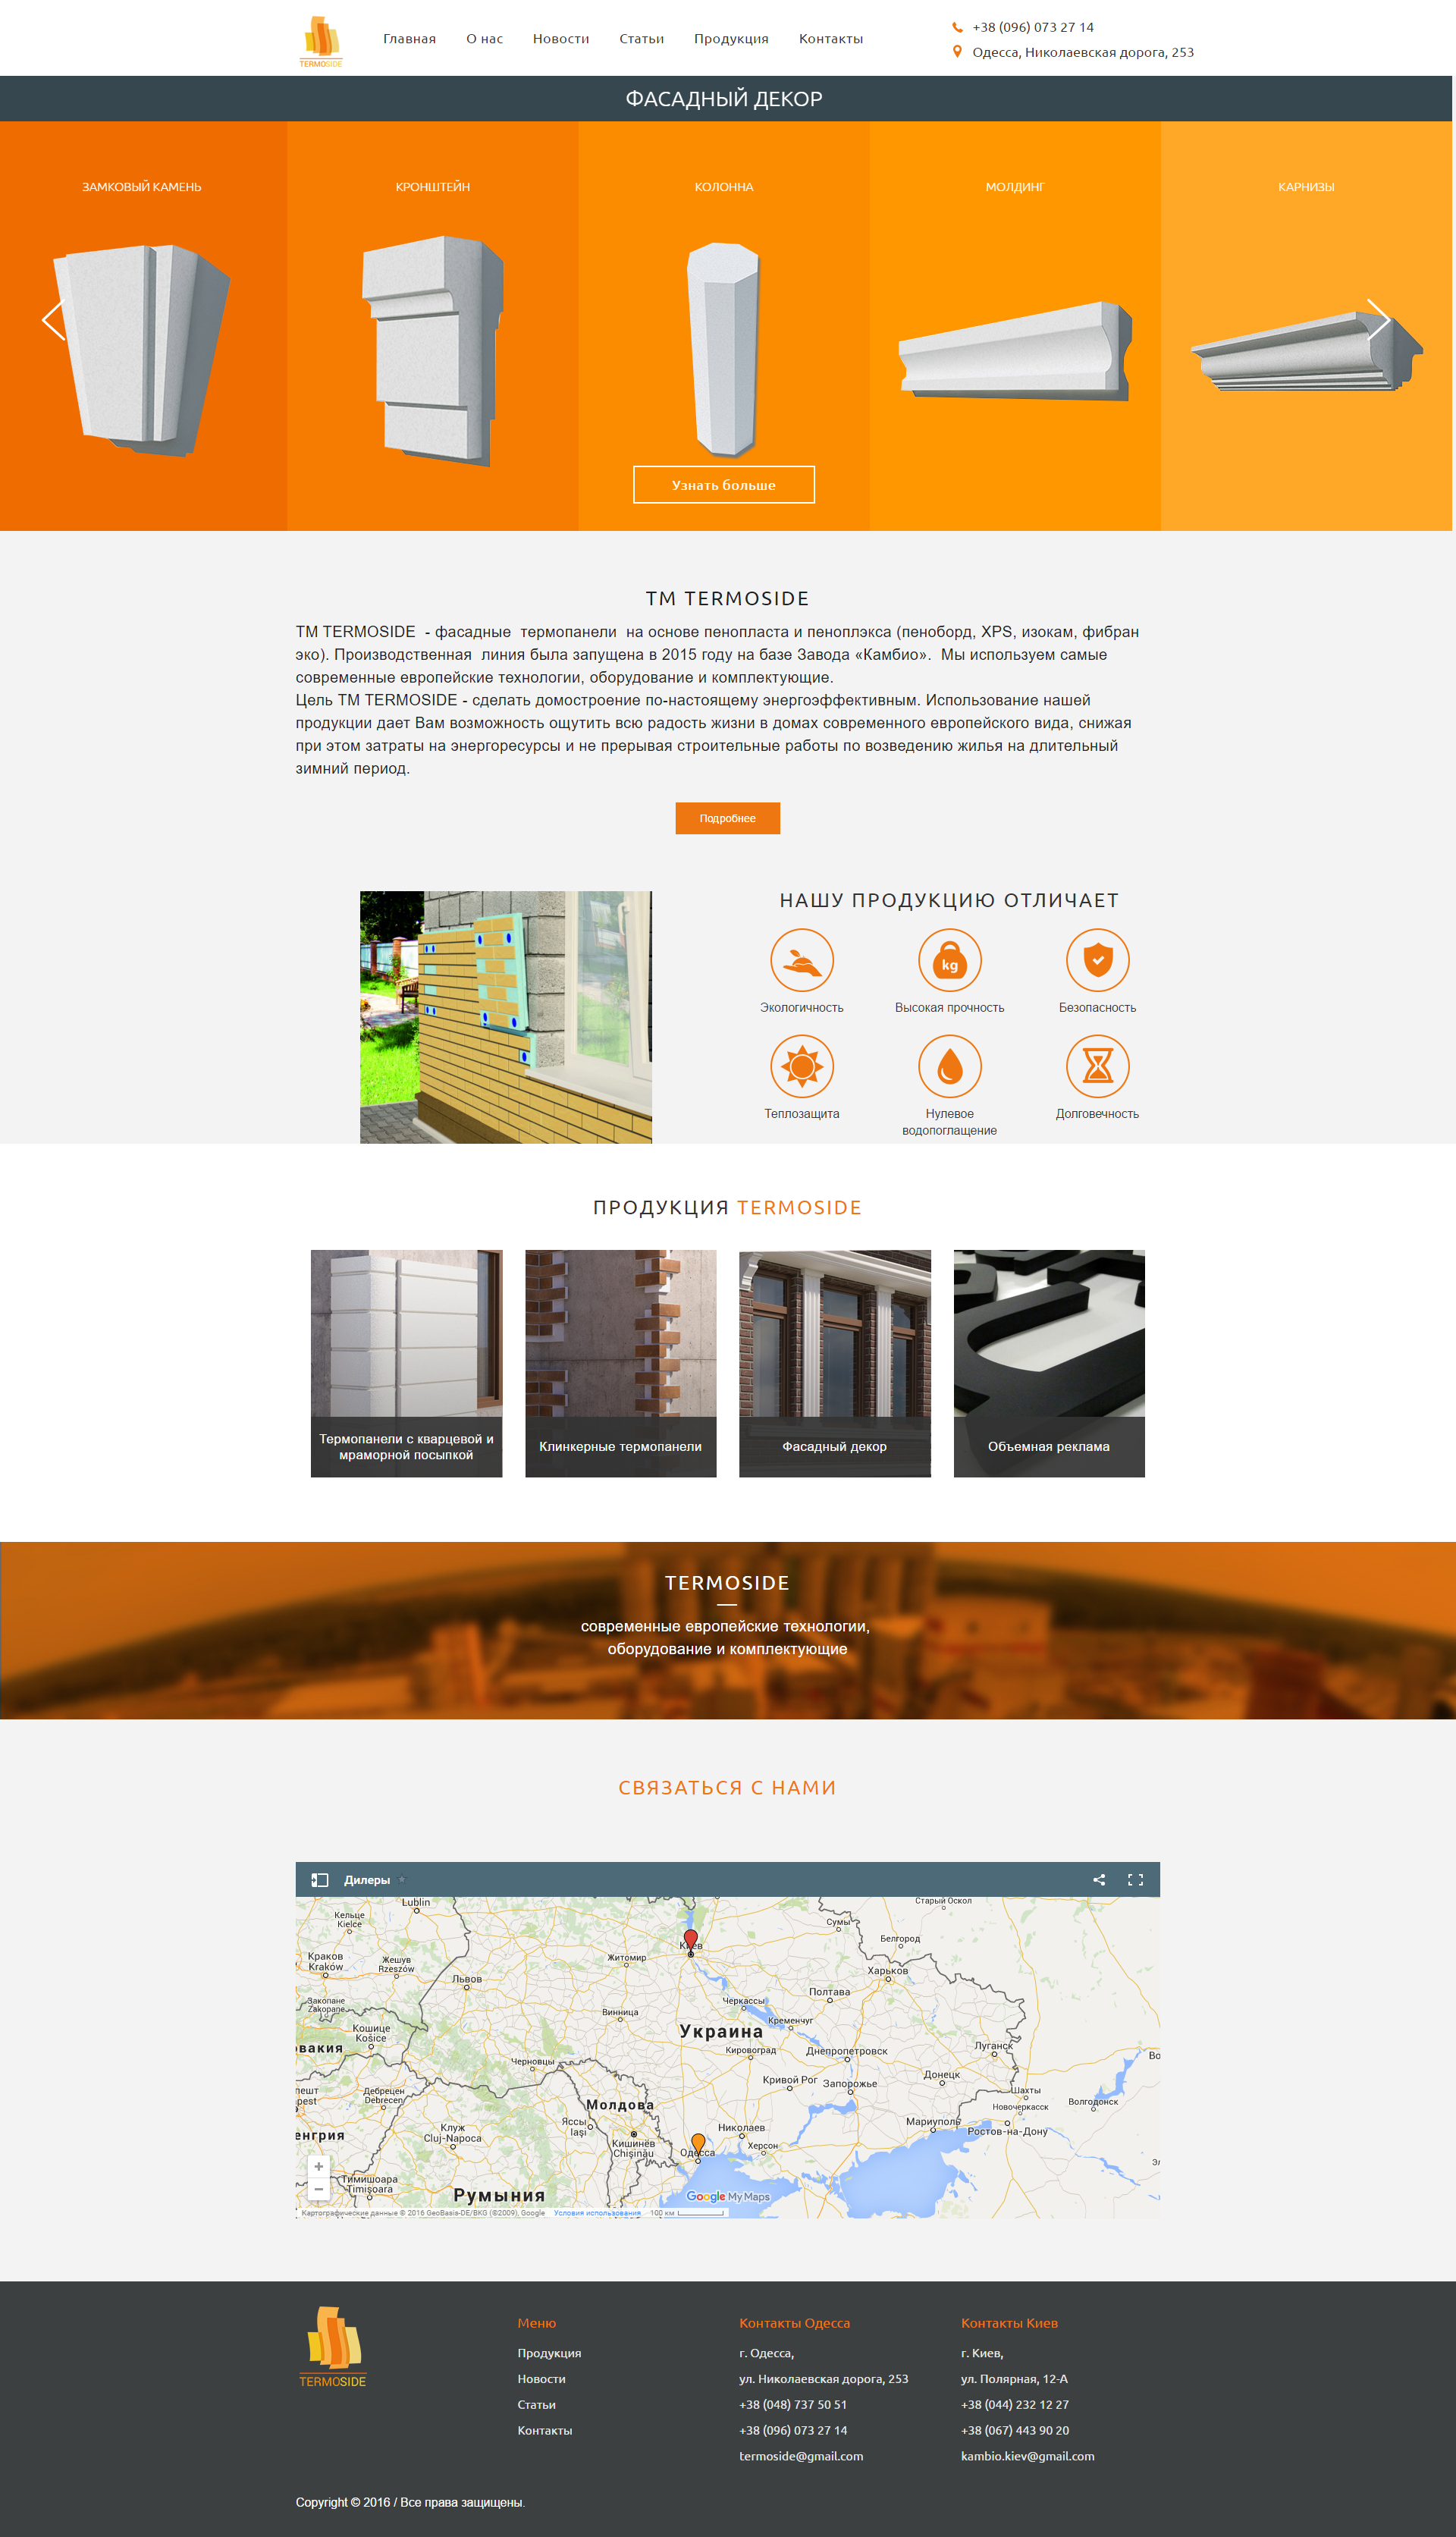 TERMOSIDE
Главная О нас Новости Статьи Продукция Контакты
+38 (096) 073 27 14
Одесса, Николаевская дорога, 253
ФАСАДНЫЙ ДЕКОР
ЗАМКОВЫЙ КАМЕНЬ
КРОНШТЕЙН
КОЛОННА
МОЛДИНГ
КАРНИЗЫ
Узнать больше
ТМ TERMOSIDE
ТМ TERMOSIDE - фасадные термопанели на основе пенопласта и пеноплэкса (пеноборд, XPS, изокам, фибран
эко). Производственная линия была запущена в 2015 году на базе Завода «Камбио». Мы используем самые
современные европейские технологии, оборудование и комплектующие.
Цель ТМ TERMOSIDE - сделать домостроение по-настоящему энергоэффективным. Использование нашей
продукции дает Вам возможность ощутить всю радость жизни в домах современного европейского вида, снижая
при этом затраты на энергоресурсы и не прерывая строительные работы по возведению жилья на длительный
зимний период.
Подробнее
НАШУ ПРОДУКЦИЮ ОТЛИЧАЕТ
kg
Экологичность
Высокая прочность
Безопасность
Теплозащита
Нулевое
водопоглащение
Долговечность
ПРОДУКЦИЯ TERMOSIDE
Термопанели с кварцевой и
мраморной посыпкой
Клинкерные термопанели
Фасадный декор
Объемная реклама
TERMOSIDE
современные европейские технологии,
оборудование и комплектующие
СВЯЗАТЬСЯ С НАМИ
Дилеры
Lublin
Старый Оскол
Кельце
Kielce
Сумы
Белгород
Киев
Краков
Kraków
Жешув
Rzeszów
Житомир
Харьков
Львов
Полтава
Закопане
Zakopane
Черкассы
Винница
Кременчуг
Кошице
Košice
Украина
Кировоград
Днепропетровск
Луганск
овакия
Во
Черновцы
Донецк
Кривой Рог
Запорожье
пешт
pest
Дебрецен
Debrecen
Шахты
Новочеркасск
Волгодонск
Молдова
Яссы
Iași
Мариуполь
Ростов-на-Дону
Клуж
Cluj-Napoca
Николаев
енгрия
Кишинёв
Chișinău
Одесса
Херсон
Эл
+
Тимишоара
Timișoara
−
Румыния
Google My Maps
Картографические данные © 2016 GeoBasis-DE/BKG (©2009), Google Условия использования 100 км
TERMOSIDE
Меню
Продукция
Новости
Статьи
Контакты
Контакты Одесса
г. Одесса,
ул. Николаевская дорога, 253
+38 (048) 737 50 51
+38 (096) 073 27 14
termoside@gmail.com
Контакты Киев
г. Киев,
ул. Полярная, 12-А
+38 (044) 232 12 27
+38 (067) 443 90 20
kambio.kiev@gmail.com
Copyright © 2016 / Все права защищены.